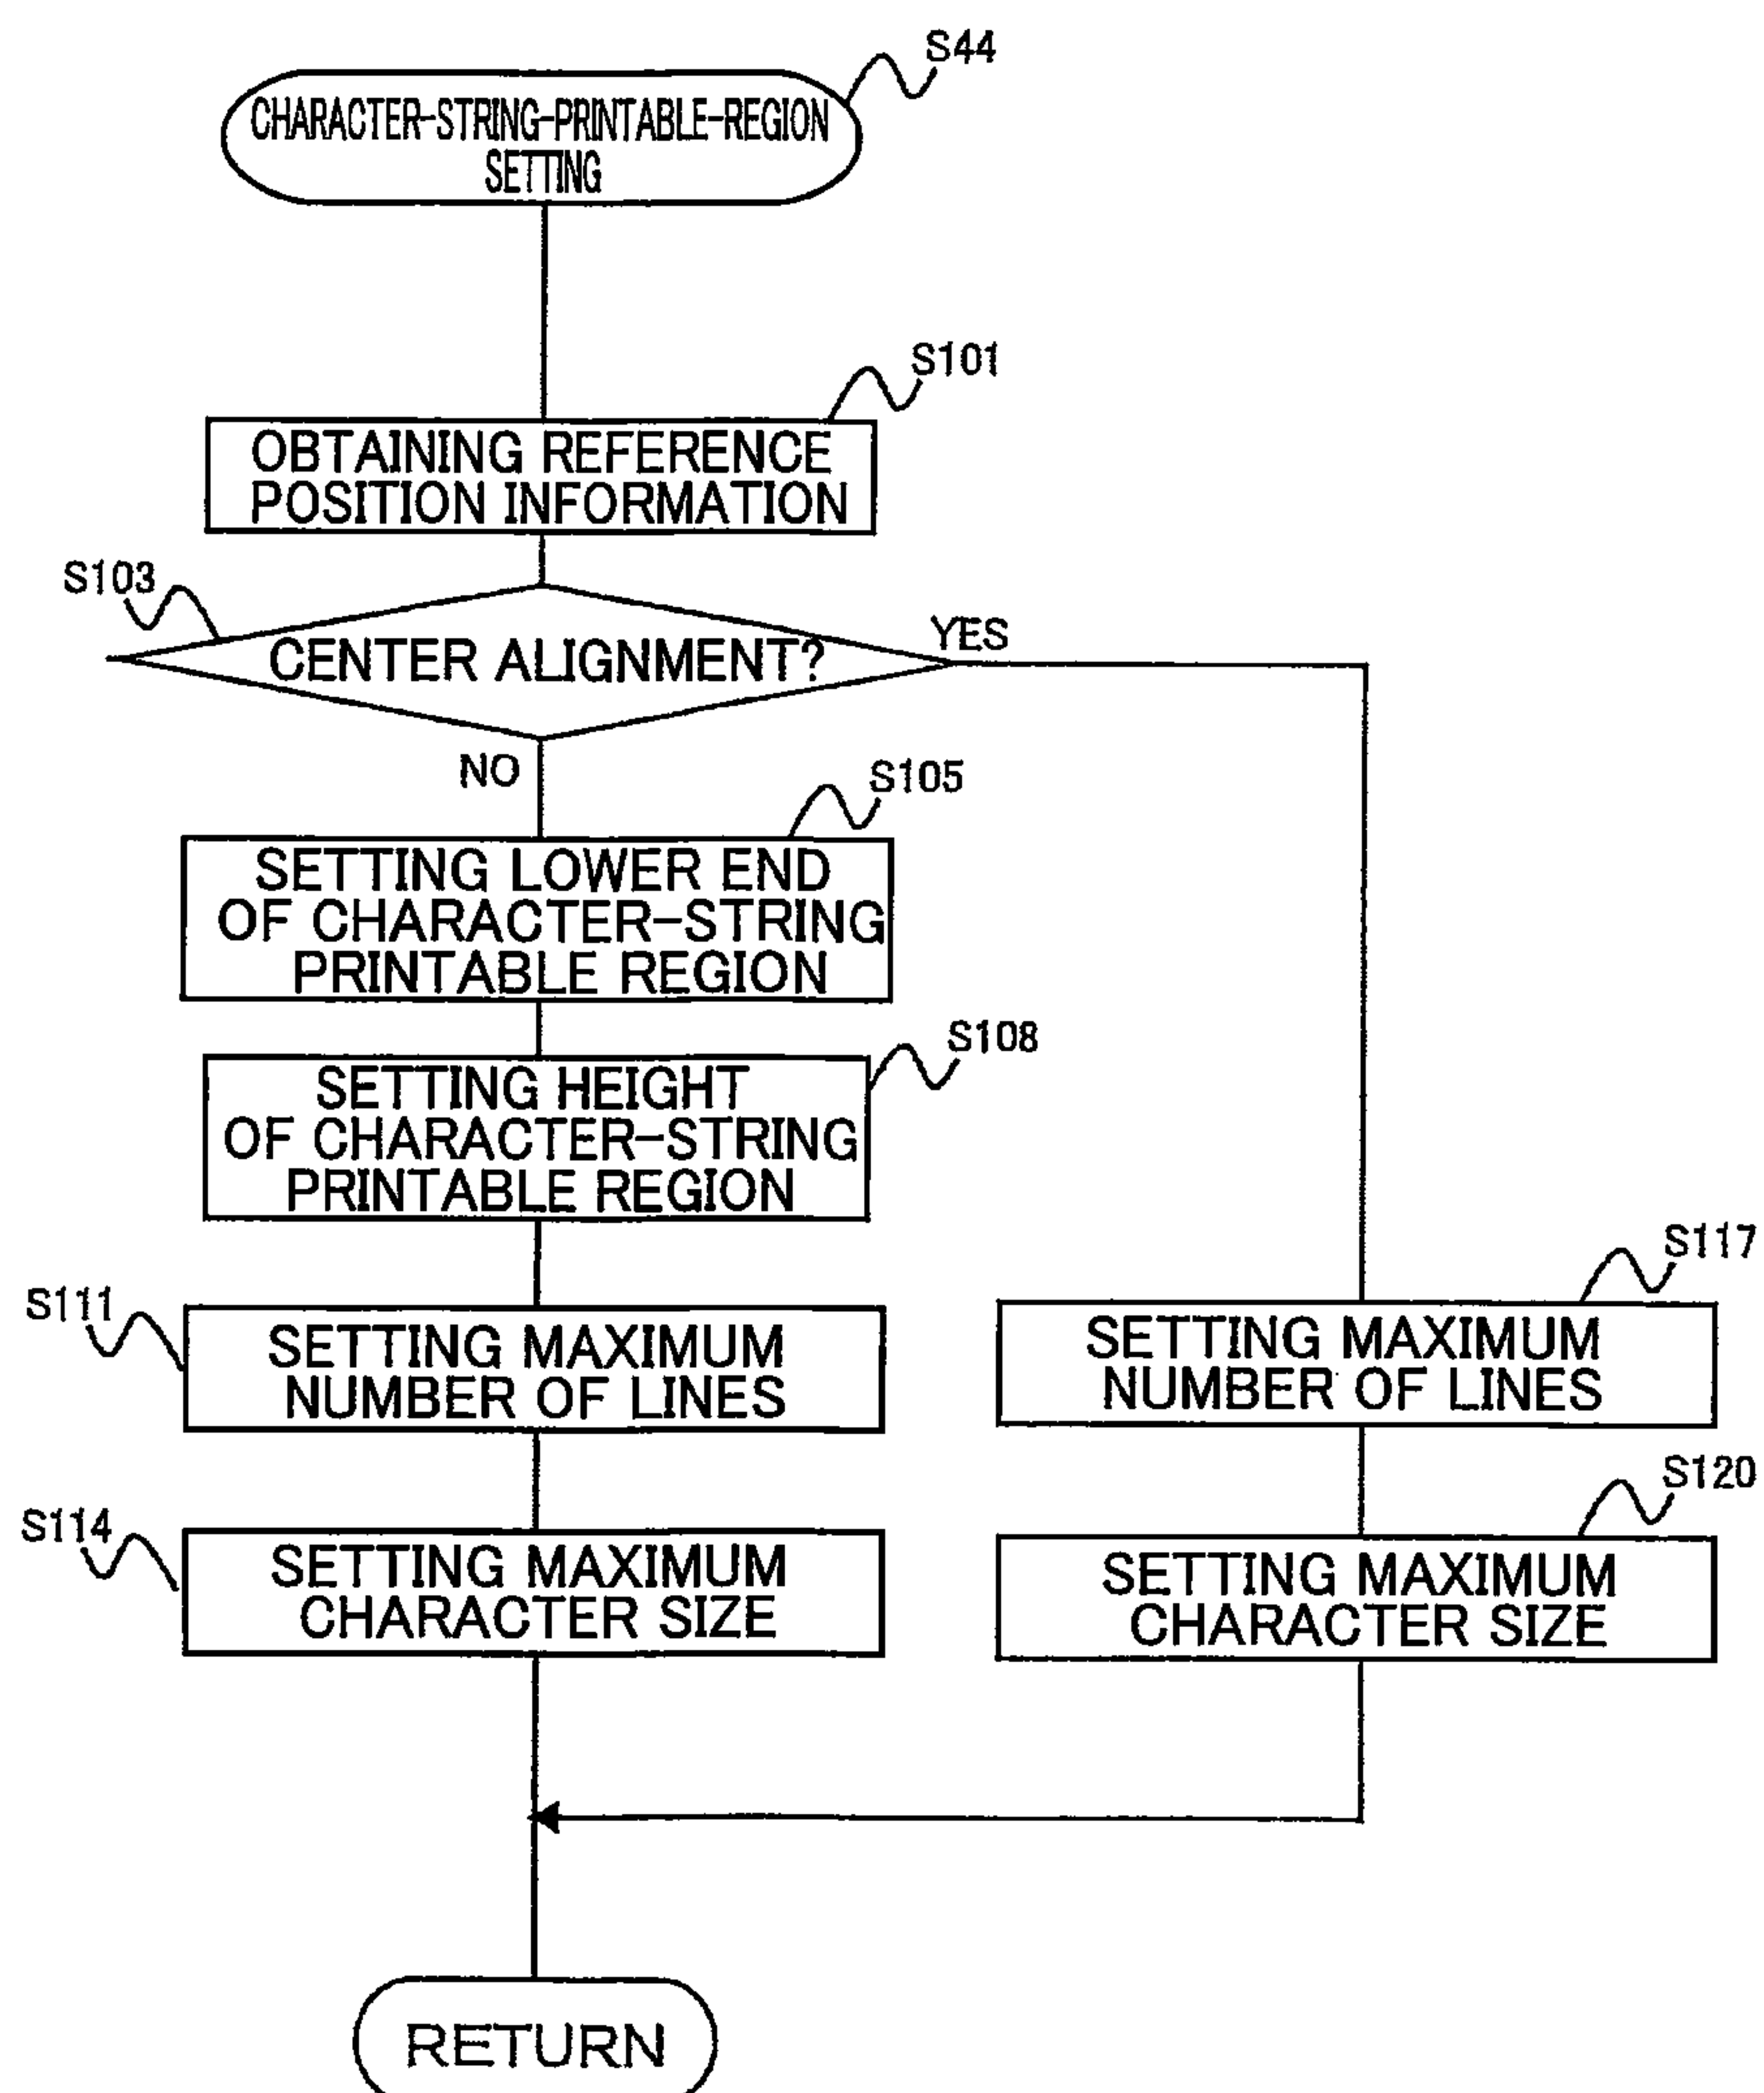 S44
CHARACTER-STRING-PRINTABLE-REGION
SETTING
S101
OBTAINING REFERENCE
POSITION INFORMATION
S103
CENTER ALIGNMENT?
YES
NO
S105
SETTING LOWER END
OF CHARACTER-STRING
PRINTABLE REGION
S108
SETTING HEIGHT
OF CHARACTER-STRING
PRINTABLE REGION
S111
SETTING MAXIMUM
NUMBER OF LINES
S117
SETTING MAXIMUM
NUMBER OF LINES
S114
SETTING MAXIMUM
CHARACTER SIZE
S120
SETTING MAXIMUM
CHARACTER SIZE
RETURN